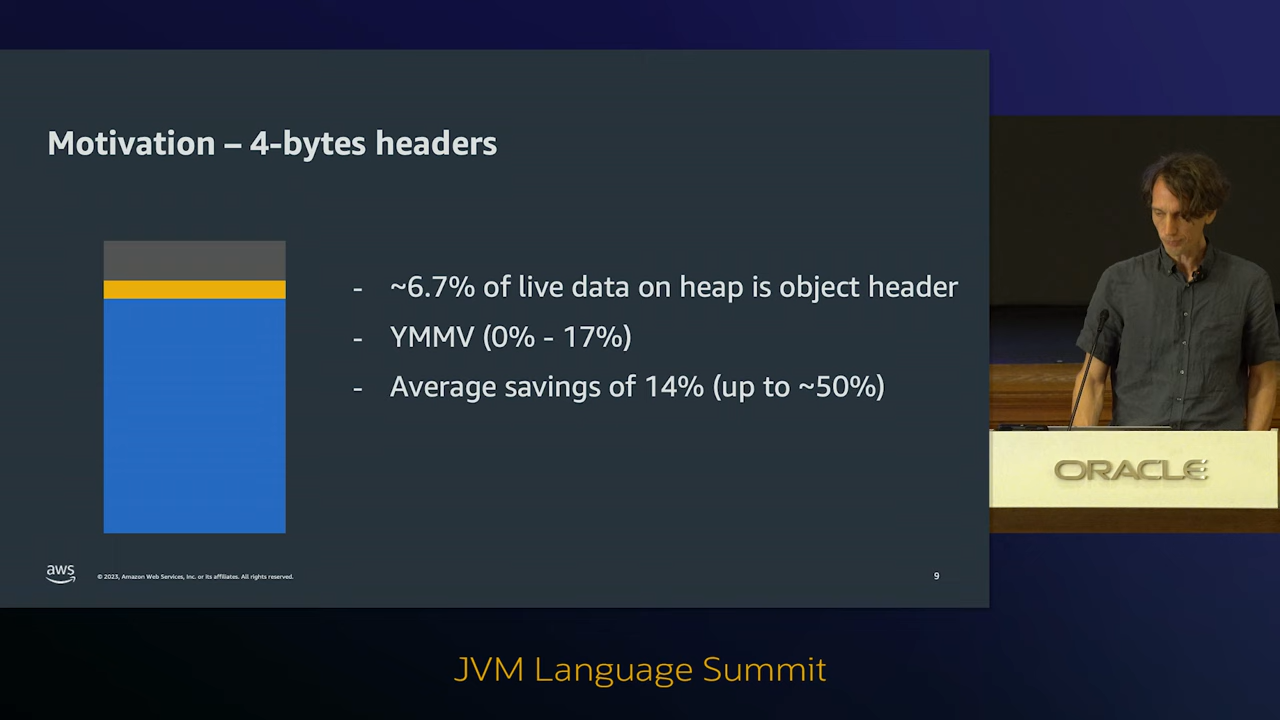 Motivation – 4-bytes headers
- ~6.7% of live data on heap is object header
- YMMV (0% - 17%)
- Average savings of 14% (up to ~50%)
aws
© 2023, Amazon Web Services, Inc. or its affiliates. All rights reserved.
9
ORACLE
JVM Language Summit